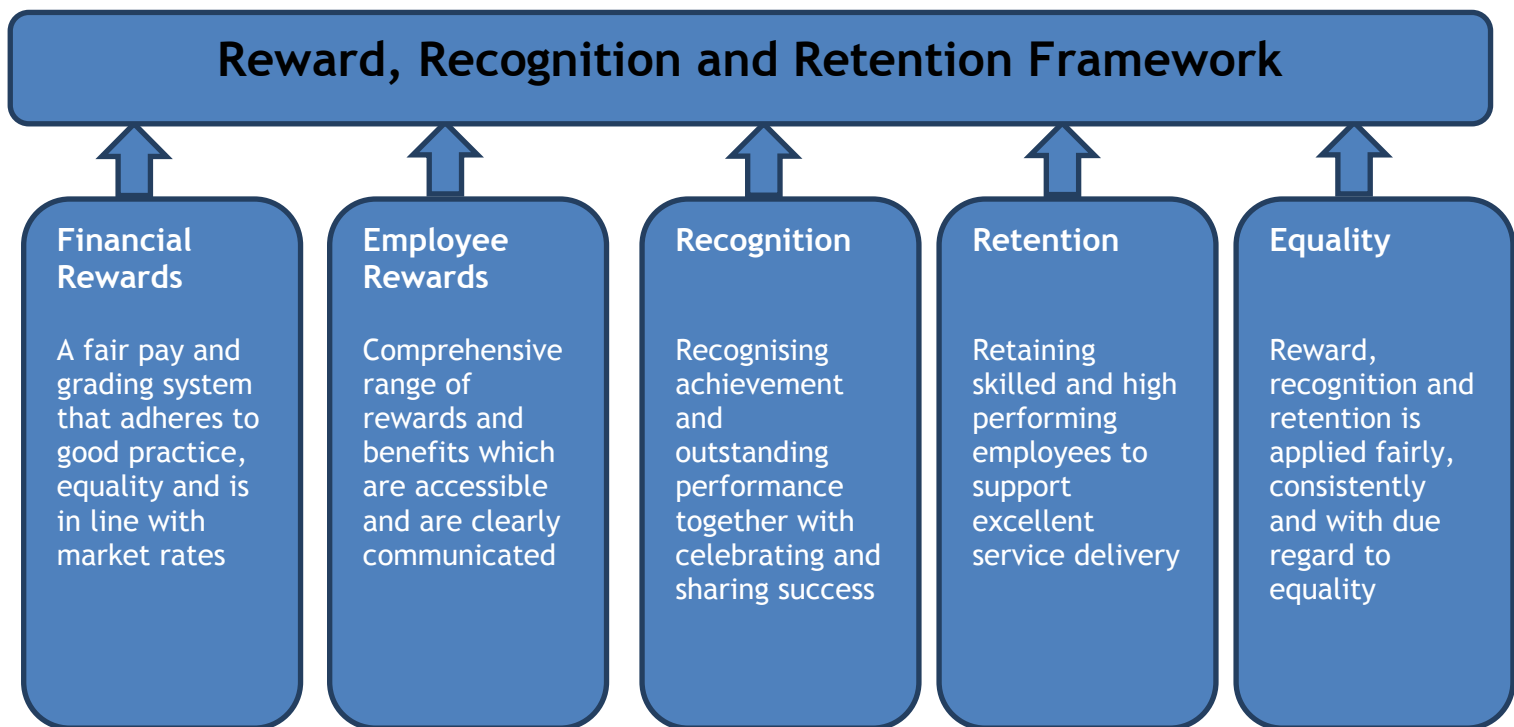 Reward, Recognition and Retention Framework
Financial
Rewards
A fair pay and
grading system
that adheres to
good practice,
equality and is
in line with
market rates
Employee
Rewards
Comprehensive
range of
rewards and
benefits which
are accessible
and are clearly
communicated
Recognition
Recognising
achievement
and
outstanding
performance
together with
celebrating and
sharing success
Retention
Retaining
skilled and high
performing
employees to
support
excellent
service delivery
Equality
Reward,
recognition and
retention is
applied fairly,
consistently
and with due
regard to
equality